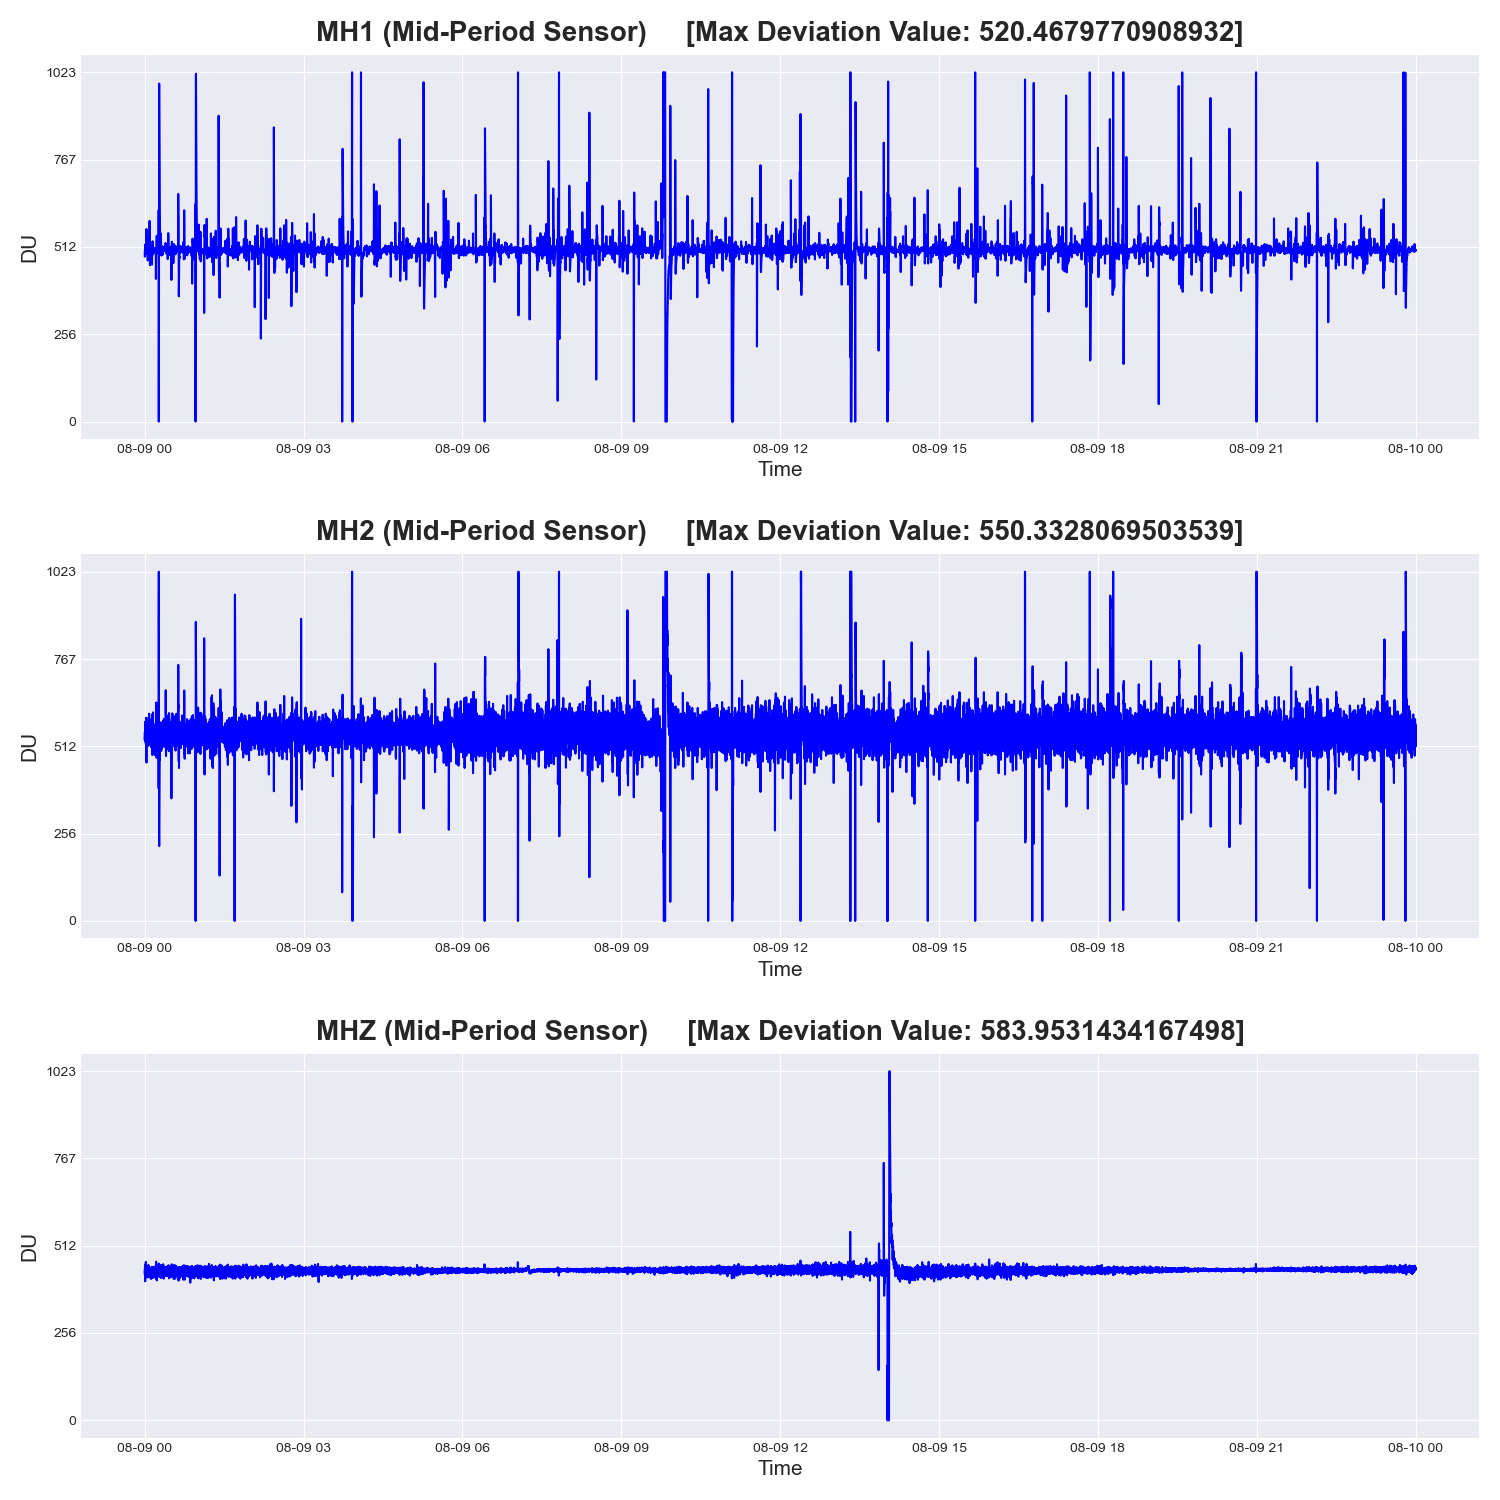 MH1 (Mid-Period Sensor) [Max Deviation Value: 520.4679770908932]
1023
767
512
256
0
DU
08-09 00 08-09 03 08-09 06 08-09 09 08-09 12 08-09 15 08-09 18 08-09 21 08-10 00
Time
MH2 (Mid-Period Sensor) [Max Deviation Value: 550.3328069503539]
1023
767
512
256
0
DU
08-09 00 08-09 03 08-09 06 08-09 09 08-09 12 08-09 15 08-09 18 08-09 21 08-10 00
Time
MHZ (Mid-Period Sensor) [Max Deviation Value: 583.9531434167498]
1023
767
512
256
0
DU
08-09 00 08-09 03 08-09 06 08-09 09 08-09 12 08-09 15 08-09 18 08-09 21 08-10 00
Time